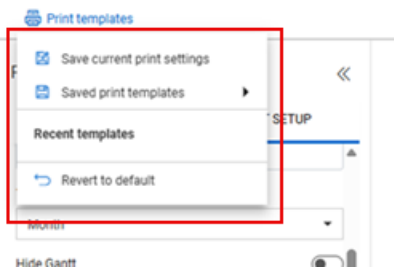 Print templates
Save current print settings
Saved print templates
SETUP
Recent templates
Revert to default
Month
Hide Gantt